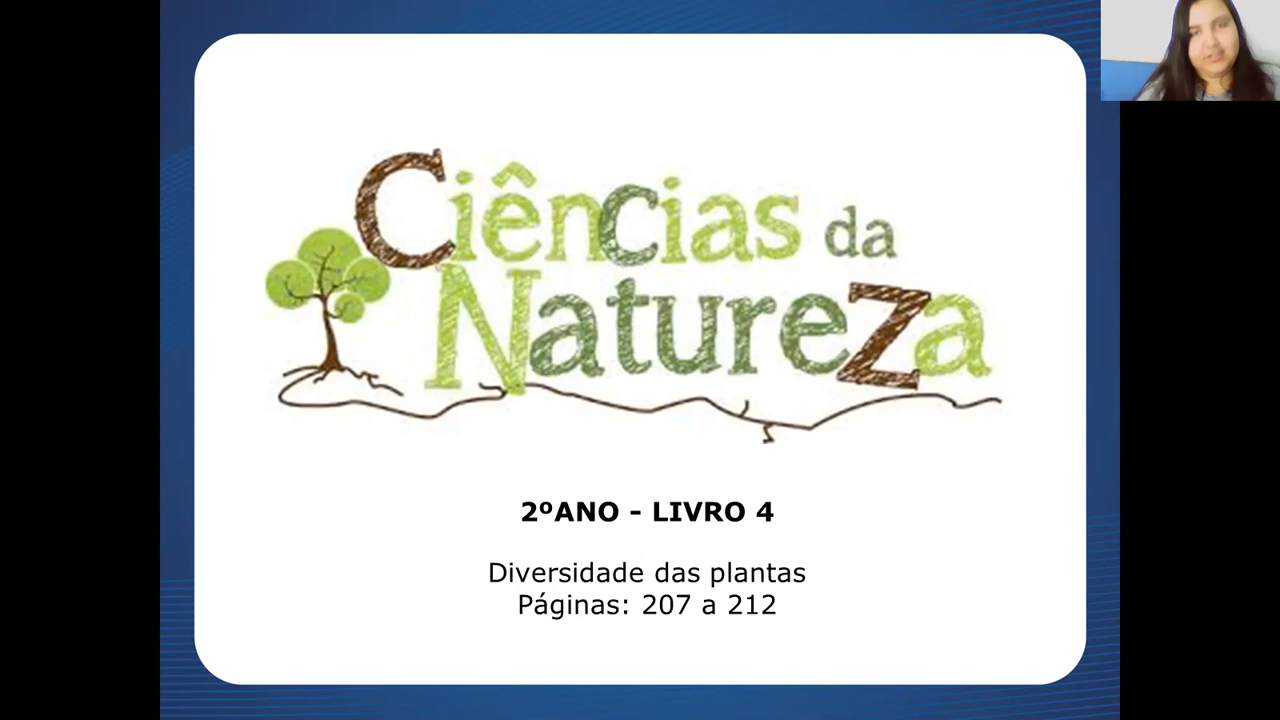 Ciências da
Natureza
2ºANO - LIVRO 4
Diversidade das plantas
Páginas: 207 a 212